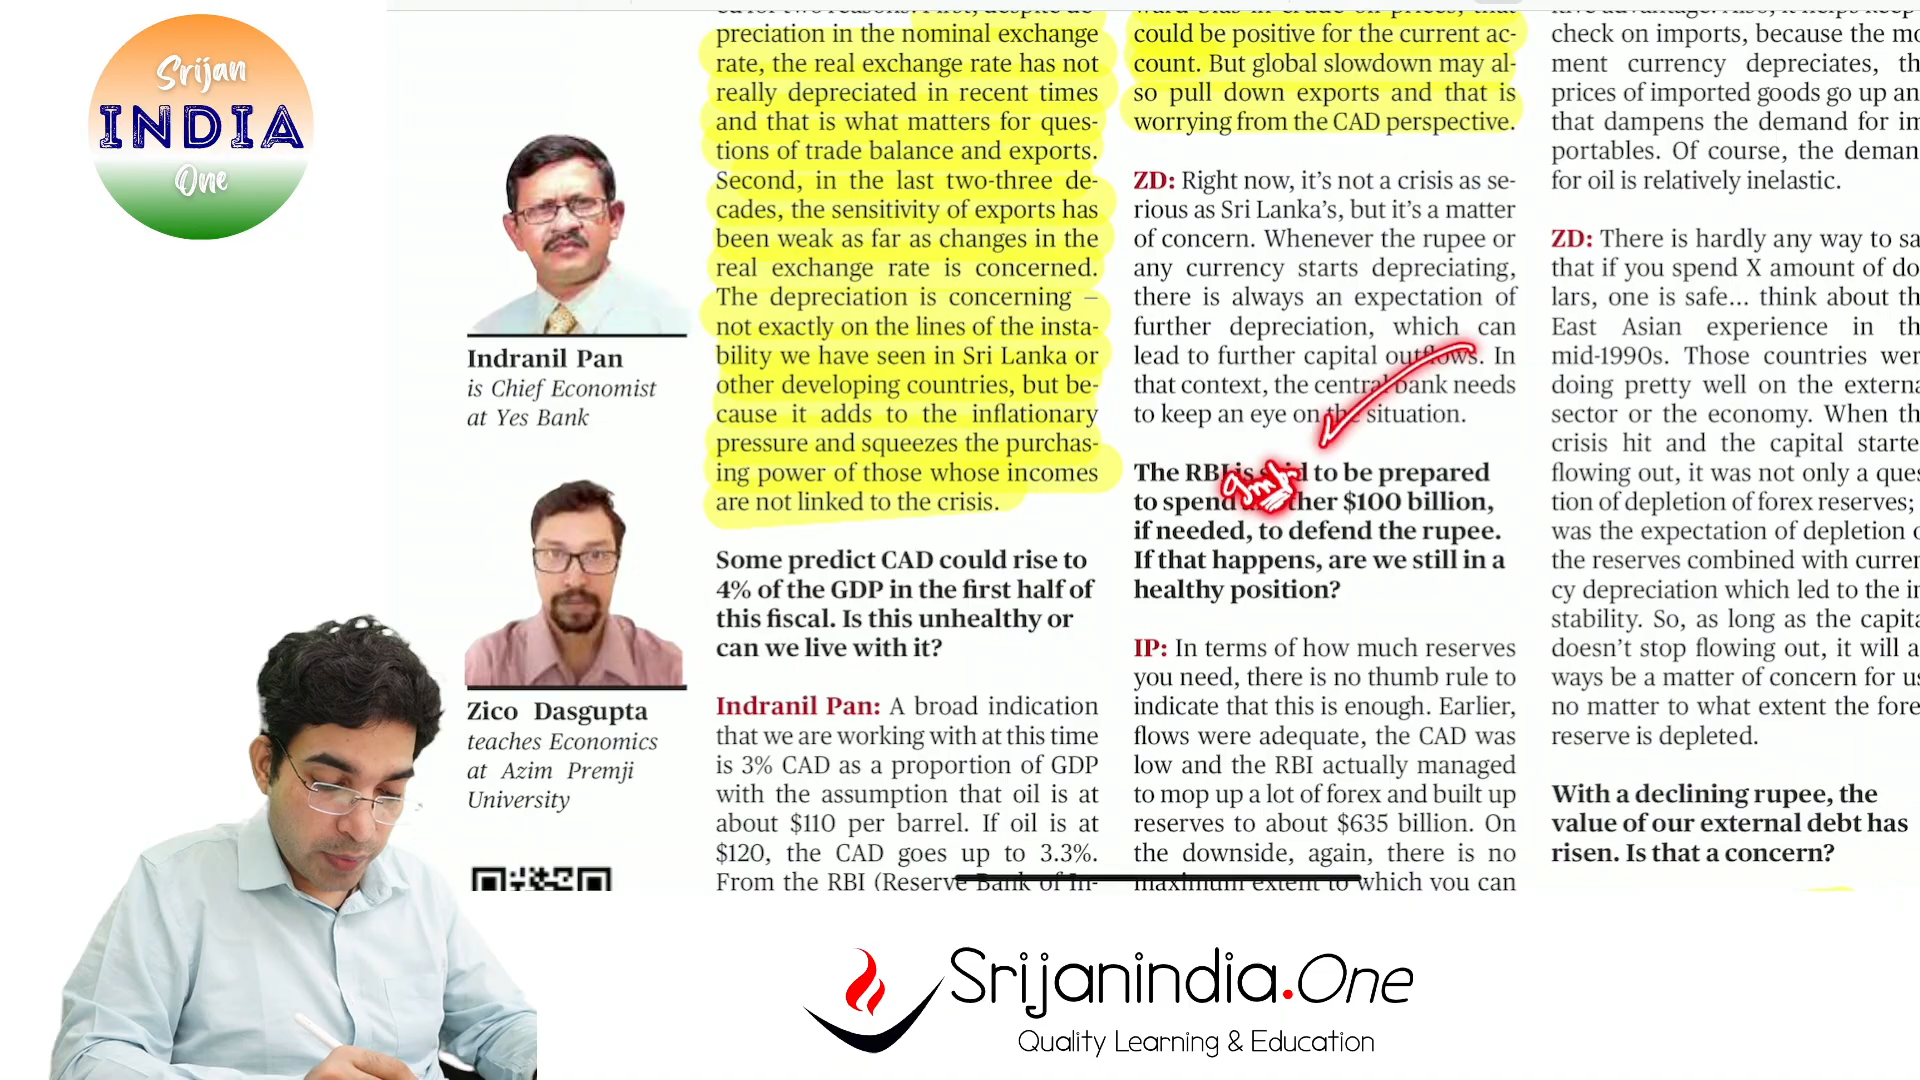 Srijan
INDIA
One
Indranil Pan
is Chief Economist
at Yes Bank
Zico Dasgupta
teaches Economics
at Azim Premji
University
preciation in the nominal exchange
rate, the real exchange rate has not
really depreciated in recent times
and that is what matters for ques-
tions of trade balance and exports.
Second, in the last two-three de-
cades, the sensitivity of exports has
been weak as far as changes in the
real exchange rate is concerned.
The depreciation is concerning –
not exactly on the lines of the insta-
bility we have seen in Sri Lanka or
other developing countries, but be-
cause it adds to the inflationary
pressure and squeezes the purchas-
ing power of those whose incomes
are not linked to the crisis.
Some predict CAD could rise to
4% of the GDP in the first half of
this fiscal. Is this unhealthy or
can we live with it?
Indranil Pan: A broad indication
that we are working with at this time
is 3% CAD as a proportion of GDP
with the assumption that oil is at
about $110 per barrel. If oil is at
$120, the CAD goes up to 3.3%.
From the RBI (Reserve Bank of In-
could be positive for the current ac-
count. But global slowdown may al-
so pull down exports and that is
worrying from the CAD perspective.
ZD: Right now, it's not a crisis as se-
rious as Sri Lanka's, but it's a matter
of concern. Whenever the rupee or
any currency starts depreciating,
there is always an expectation of
further depreciation, which can
lead to further capital outflows. In
that context, the central bank needs
to keep an eye on the situation.
The RBI is said to be prepared
to spend ther $100 billion,
if needed, to defend the rupee.
If that happens, are we still in a
healthy position?
IP: In terms of how much reserves
you need, there is no thumb rule to
indicate that this is enough. Earlier,
flows were adequate, the CAD was
low and the RBI actually managed
to mop up a lot of forex and built up
reserves to about $635 billion. On
the downside, again, there is no
maximum extent to which you can
check on imports, because the mo
ment currency depreciates, th
prices of imported goods go up an
that dampens the demand for im
portables. Of course, the deman
for oil is relatively inelastic.
ZD: There is hardly any way to sa
that if you spend X amount of do
lars, one is safe... think about th
East Asian experience in th
mid-1990s. Those countries wer
doing pretty well on the externa
sector or the economy. When th
crisis hit and the capital starte
flowing out, it was not only a ques
tion of depletion of forex reserves;
was the expectation of depletion o
the reserves combined with curren
cy depreciation which led to the in
stability. So, as long as the capita
doesn't stop flowing out, it will a
ways be a matter of concern for us
no matter to what extent the fore
reserve is depleted.
With a declining rupee, the
value of our external debt has
risen. Is that a concern?
Srijanindia.One
Quality Learning & Education